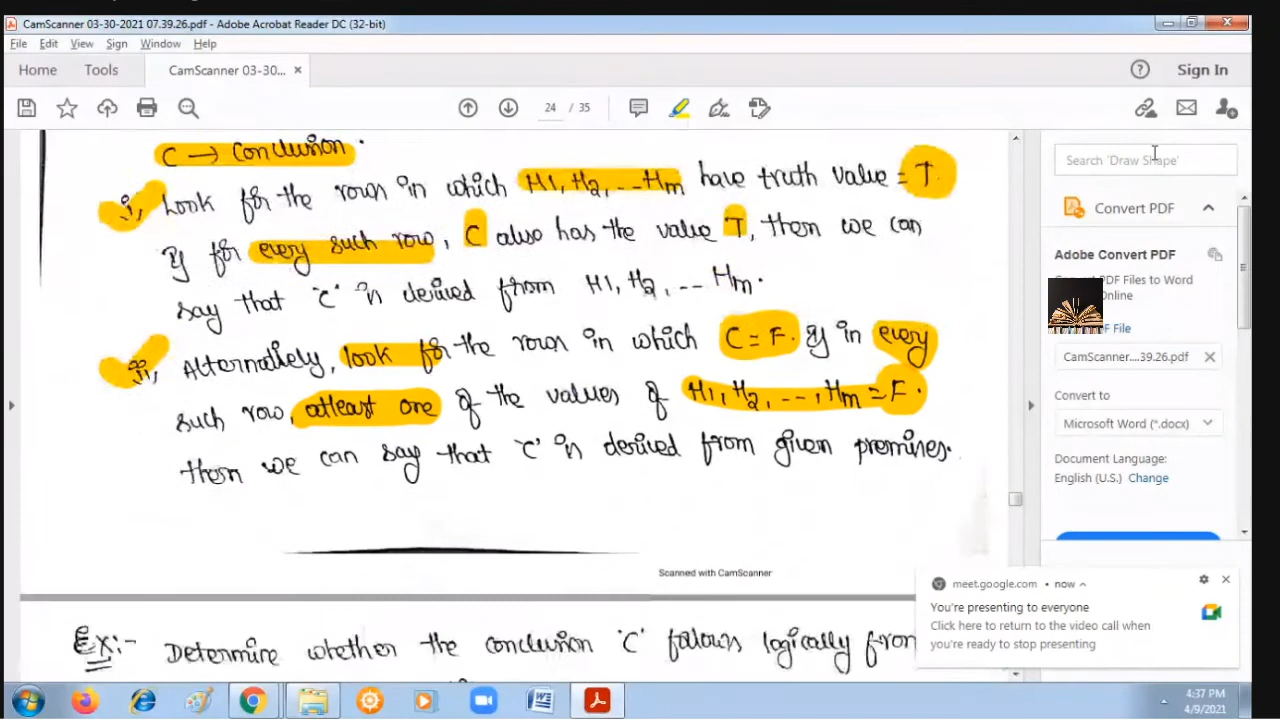 CamScanner 03-30-2021 07.39.26.pdf - Adobe Acrobat Reader DC (32-bit)
File Edit View Sign Window Help
Home Tools CamScanner 03-30... × Sign In
24 / 35
C → Conclusion.
i, Look for the rows in which H1, H2, ... Hm have truth value = T.
If for every such row, C also has the value T, then we can
say that 'C' is derived from H1, H2, ... Hm.
ii, Alternatiely, look for the rows in which C = F. If in every
such row, atleast one of the values of H1, H2, ..., Hm = F.
then we can say that 'C' is derived from given premises.
Scanned with CamScanner
Ex:- Determine whether the conclusion 'C' follows logically from
Search 'Draw Shape'
Convert PDF
Adobe Convert PDF
Convert PDF Files to Word
Online
PDF File
CamScanner....39.26.pdf
Convert to
Microsoft Word (*.docx)
Document Language:
English (U.S.) Change
meet.google.com • now
You're presenting to everyone
Click here to return to the video call when
you're ready to stop presenting
4:37 PM
4/9/2021